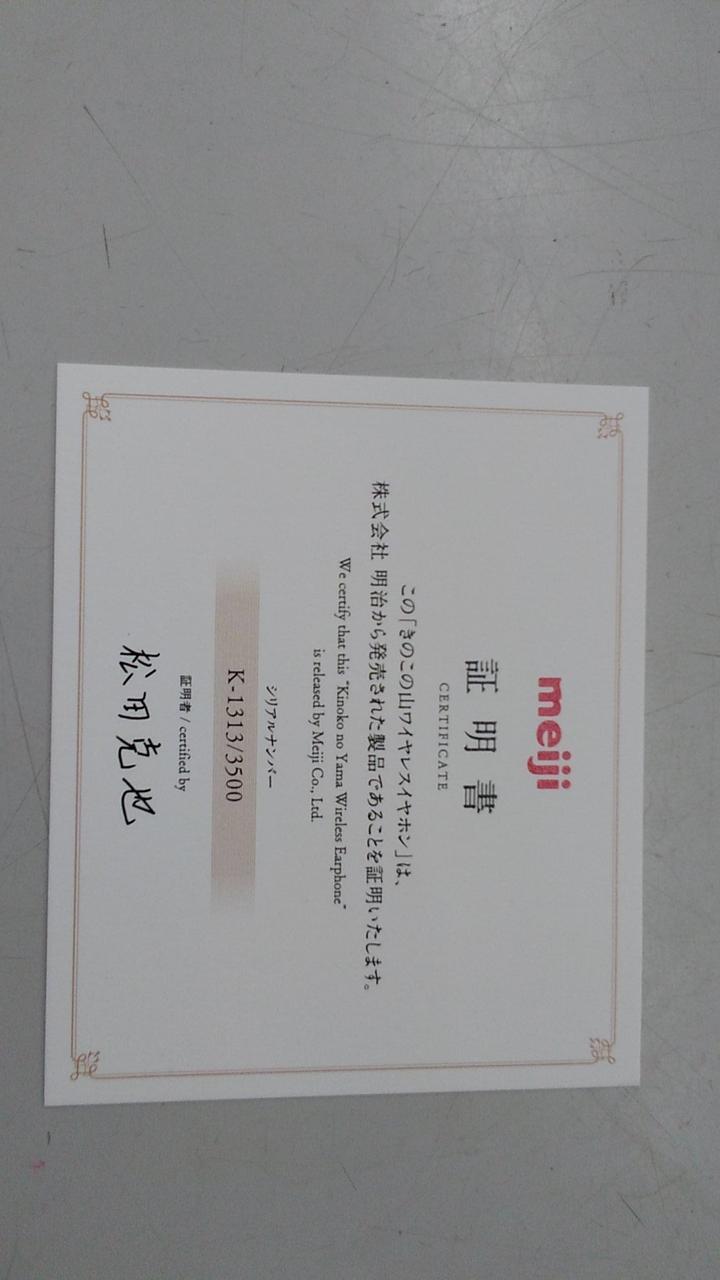 meiji
証明書
CERTIFICATE
この「きのこの山ワイヤレスイヤホン」は、
株式会社 明治から発売された製品であることを証明いたします。
We certify that this "Kinoko no Yama Wireless Earphone"
is released by Meiji Co., Ltd.
シリアルナンバー
K-1313/3500
証明者 / certified by
松田克也